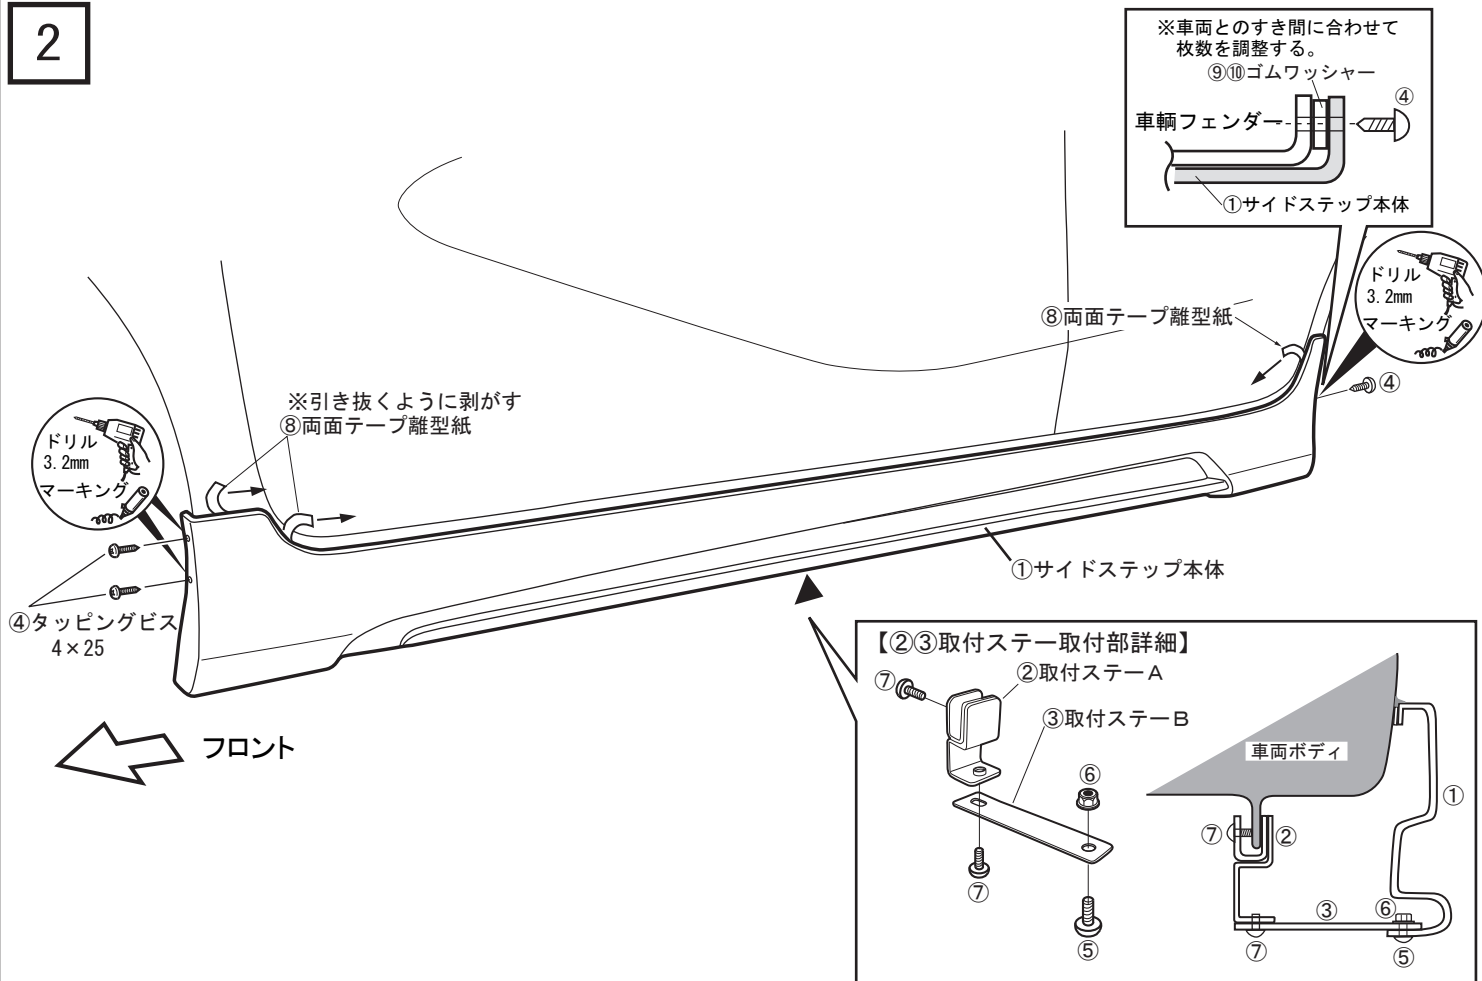 2
※車両とのすき間に合わせて
枚数を調整する。
⑨⑩ゴムワッシャー
④
車輌フェンダー
①サイドステップ本体
ドリル
3.2mm
マーキング
⑧両面テープ離型紙
④
※引き抜くように剥がす
⑧両面テープ離型紙
ドリル
3.2mm
マーキング
①サイドステップ本体
④タッピングビス
4×25
フロント
【②③取付ステー取付部詳細】
⑦
②取付ステーA
③取付ステーB
⑥
⑦
⑤
車両ボディ
①
⑦
②
③
⑥
⑦
⑤